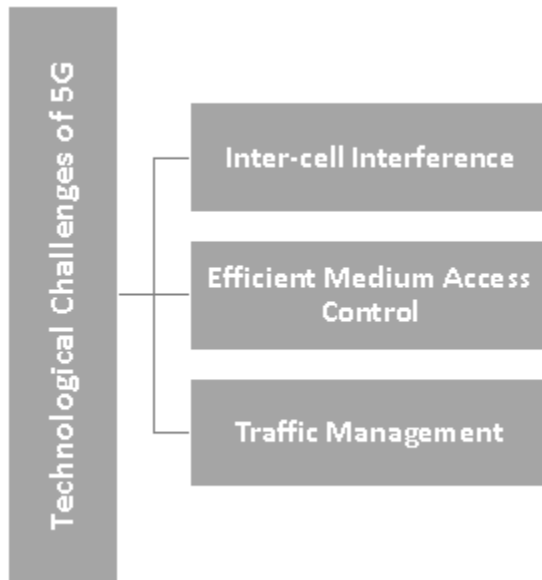 Technological Challenges of 5G
Inter-cell Interference
Efficient Medium Access
Control
Traffic Management